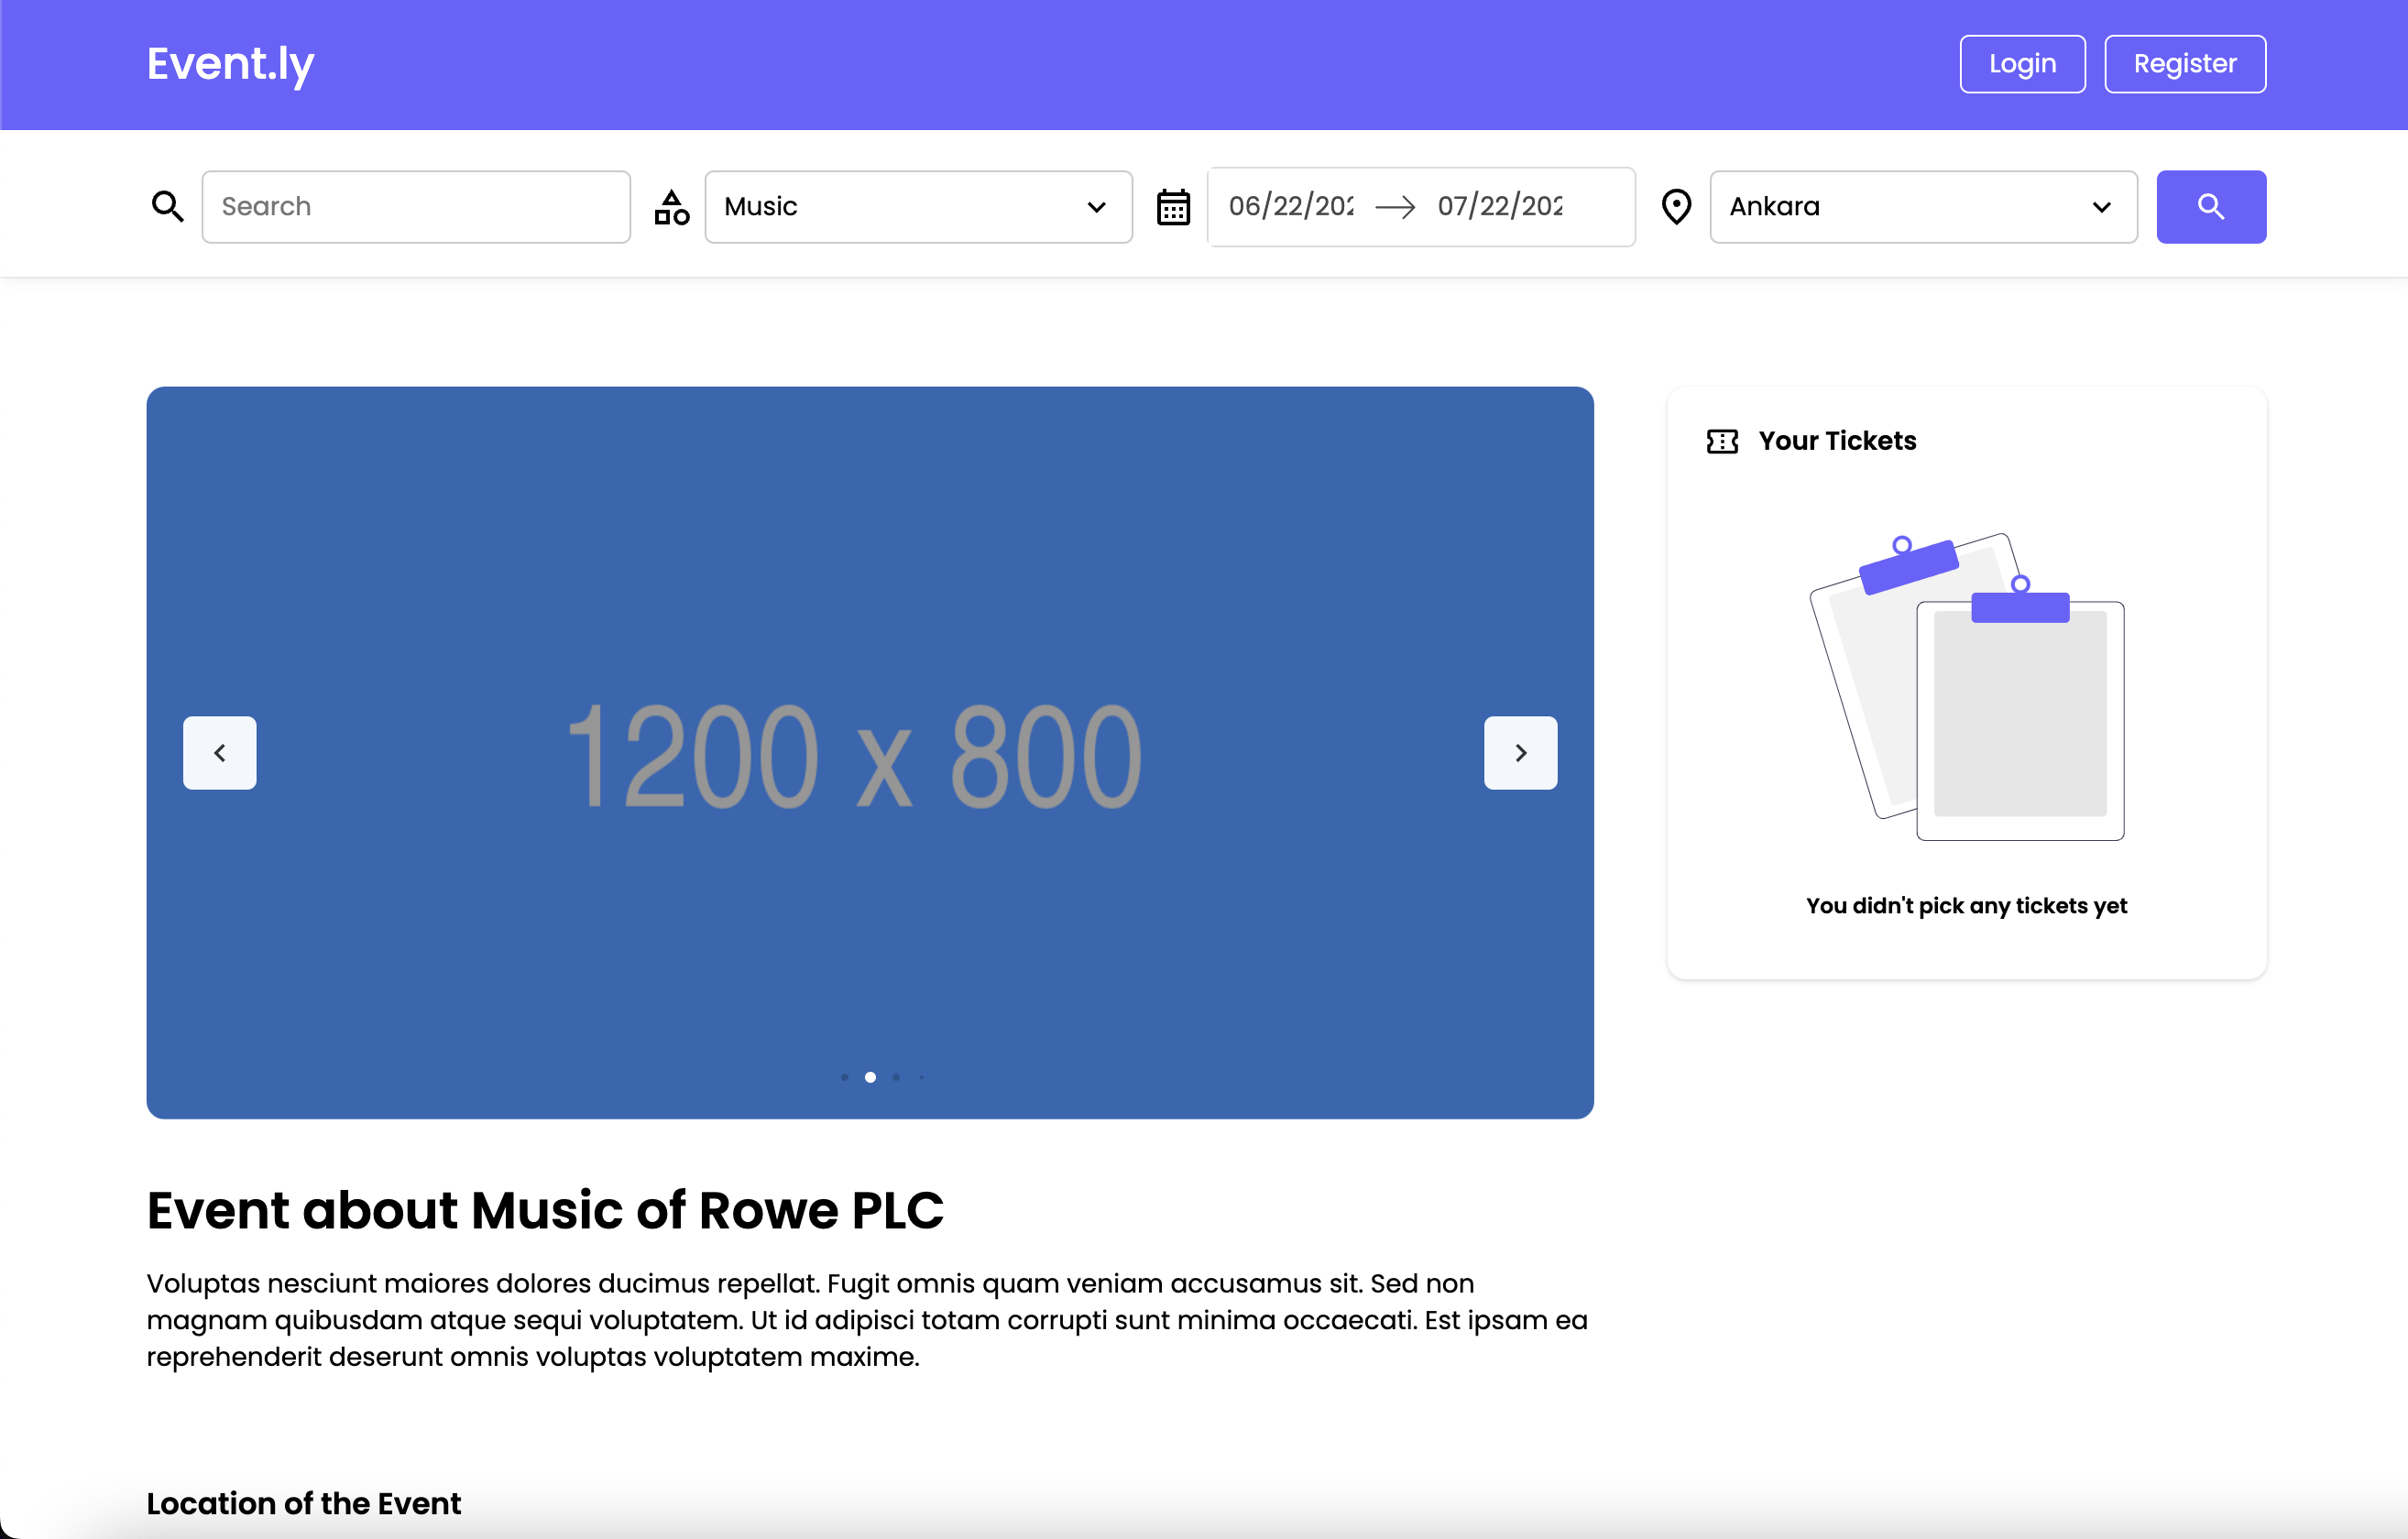 Event.ly
Login
Register
Search
Music
06/22/202
07/22/202
Ankara
1200 x 800
Your Tickets
You didn't pick any tickets yet
Event about Music of Rowe PLC
Voluptas nesciunt maiores dolores ducimus repellat. Fugit omnis quam veniam accusamus sit. Sed non
magnam quibusdam atque sequi voluptatem. Ut id adipisci totam corrupti sunt minima occaecati. Est ipsam ea
reprehenderit deserunt omnis voluptas voluptatem maxime.
Location of the Event